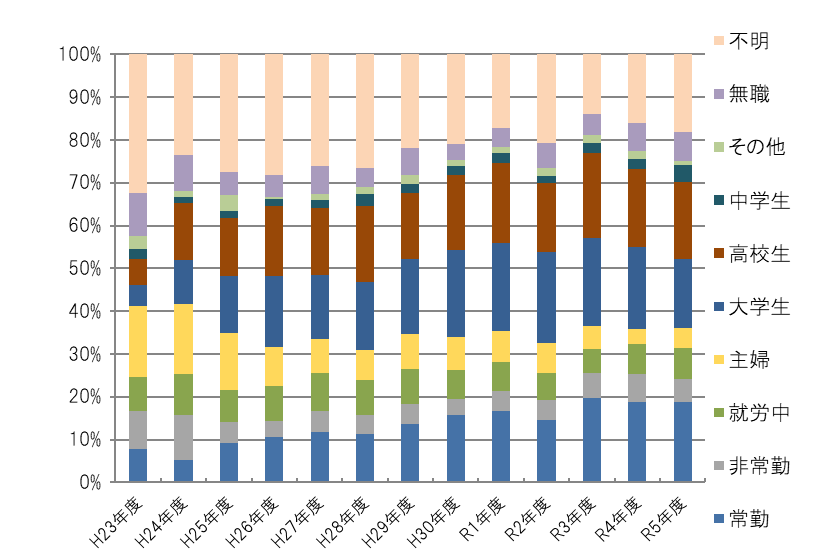 100%
90%
80%
70%
60%
50%
40%
30%
20%
10%
0%
H23年度
H24年度
H25年度
H26年度
H27年度
H28年度
H29年度
H30年度
R1年度
R2年度
R3年度
R4年度
R5年度
不明
無職
その他
中学生
高校生
大学生
主婦
就労中
非常勤
常勤